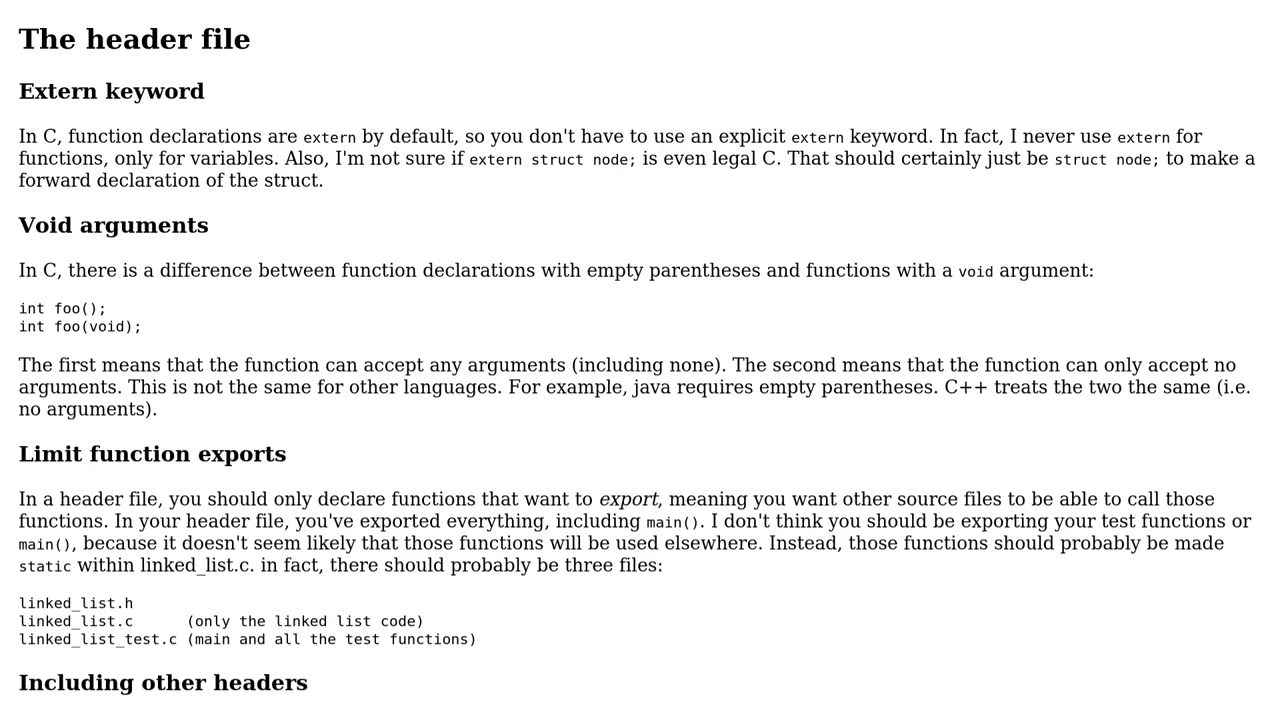 The header file
Extern keyword
In C, function declarations are extern by default, so you don't have to use an explicit extern keyword. In fact, I never use extern for
functions, only for variables. Also, I'm not sure if extern struct node; is even legal C. That should certainly just be struct node; to make a
forward declaration of the struct.
Void arguments
In C, there is a difference between function declarations with empty parentheses and functions with a void argument:
int foo();
int foo(void);
The first means that the function can accept any arguments (including none). The second means that the function can only accept no
arguments. This is not the same for other languages. For example, java requires empty parentheses. C++ treats the two the same (i.e.
no arguments).
Limit function exports
In a header file, you should only declare functions that want to export, meaning you want other source files to be able to call those
functions. In your header file, you've exported everything, including main(). I don't think you should be exporting your test functions or
main(), because it doesn't seem likely that those functions will be used elsewhere. Instead, those functions should probably be made
static within linked_list.c. in fact, there should probably be three files:
linked_list.h
linked_list.c      (only the linked list code)
linked_list_test.c (main and all the test functions)
Including other headers